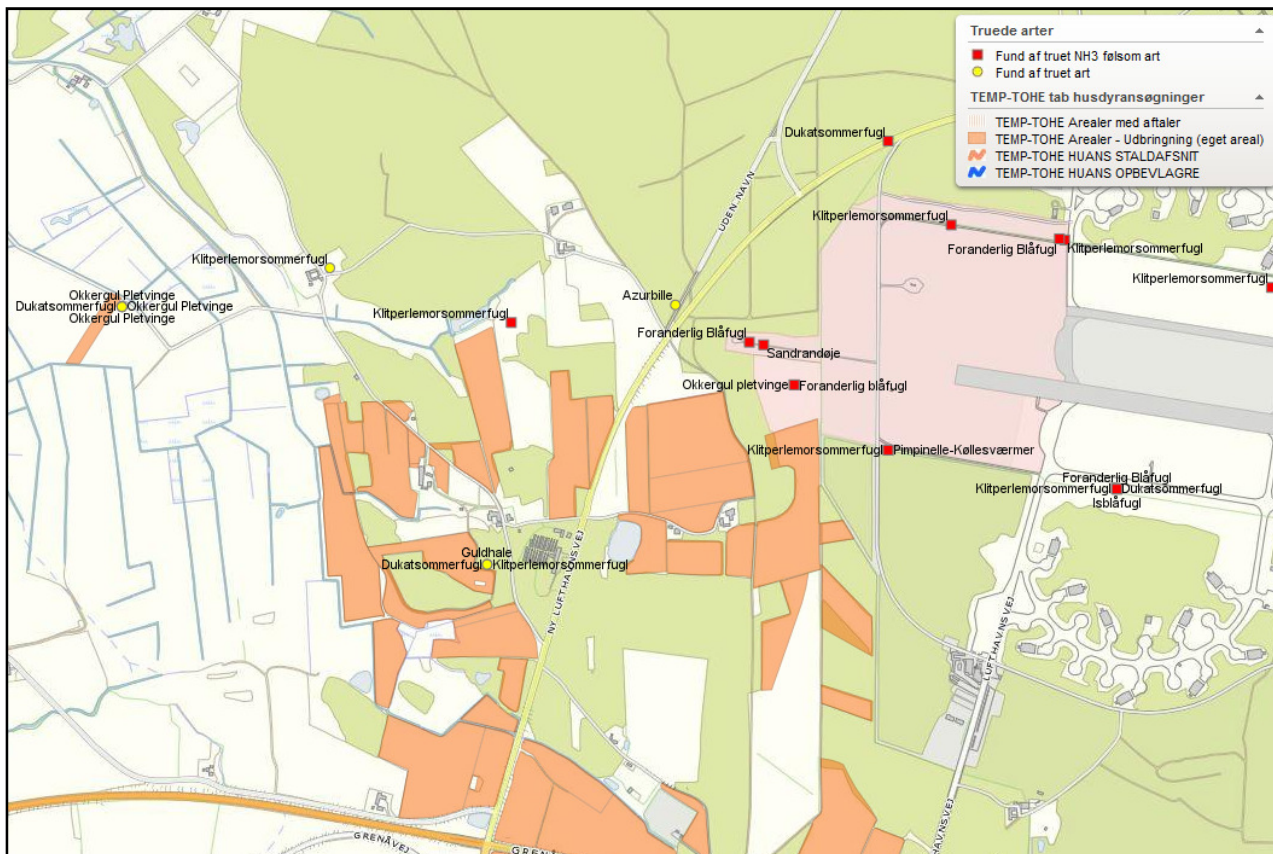 Truede arter
Fund af truet NH3 følsom art
Fund af truet art
TEMP-TOHE tab husdyransøgninger
TEMP-TOHE Arealer med aftaler
TEMP-TOHE Arealer - Udbringning (eget areal)
TEMP-TOHE HUANS STALDAFSNIT
TEMP-TOHE HUANS OPBEVLAGRE
Dukatsommerfugl
UDEN NAVN
Klitperlemorsommerfugl
Foranderlig Blåfugl
Klitperlemorsommerfugl
Klitperlemorsommerfugl
Klitperlemorsommerfugl
Okkergul Pletvinge
Dukatsommerfugl Okkergul Pletvinge
Okkergul Pletvinge
Azurbille
Klitperlemorsommerfugl
Foranderlig Blåfugl
Sandrandøje
Okkergul pletvinge Foranderlig blåfugl
Klitperlemorsommerfugl Pimpinelle-Køllesværmer
Foranderlig Blåfugl
Klitperlemorsommerfugl Dukatsommerfugl
Isblåfugl
Guldhale
Dukatsommerfugl Klitperlemorsommerfugl
NY LUFTHAVNSVEJ
LUFTHAVNSVEJ
GRENÅVEJ